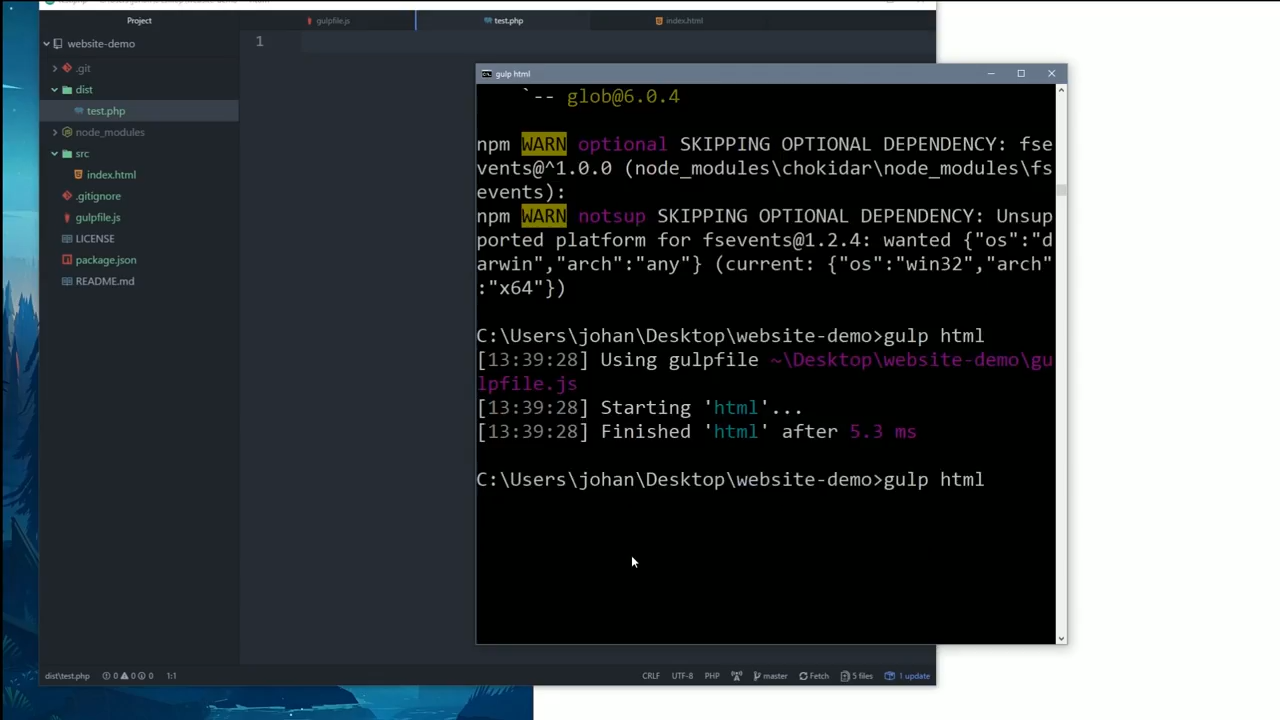 Project
gulpfile.js
test.php
index.html
website-demo
.git
dist
test.php
node_modules
src
index.html
.gitignore
gulpfile.js
LICENSE
package.json
README.md
1
gulp html
`-- glob@6.0.4
npm WARN optional SKIPPING OPTIONAL DEPENDENCY: fse
vents@^1.0.0 (node_modules\chokidar\node_modules\fs
events):
npm WARN notsup SKIPPING OPTIONAL DEPENDENCY: Unsup
ported platform for fsevents@1.2.4: wanted {"os":"d
arwin","arch":"any"} (current: {"os":"win32","arch"
:"x64"})
C:\Users\johan\Desktop\website-demo>gulp html
[13:39:28] Using gulpfile ~\Desktop\website-demo\gu
lpfile.js
[13:39:28] Starting 'html'...
[13:39:28] Finished 'html' after 5.3 ms
C:\Users\johan\Desktop\website-demo>gulp html
dist\test.php 0 0 0 1:1
CRLF UTF-8 PHP master Fetch 5 files 1 update